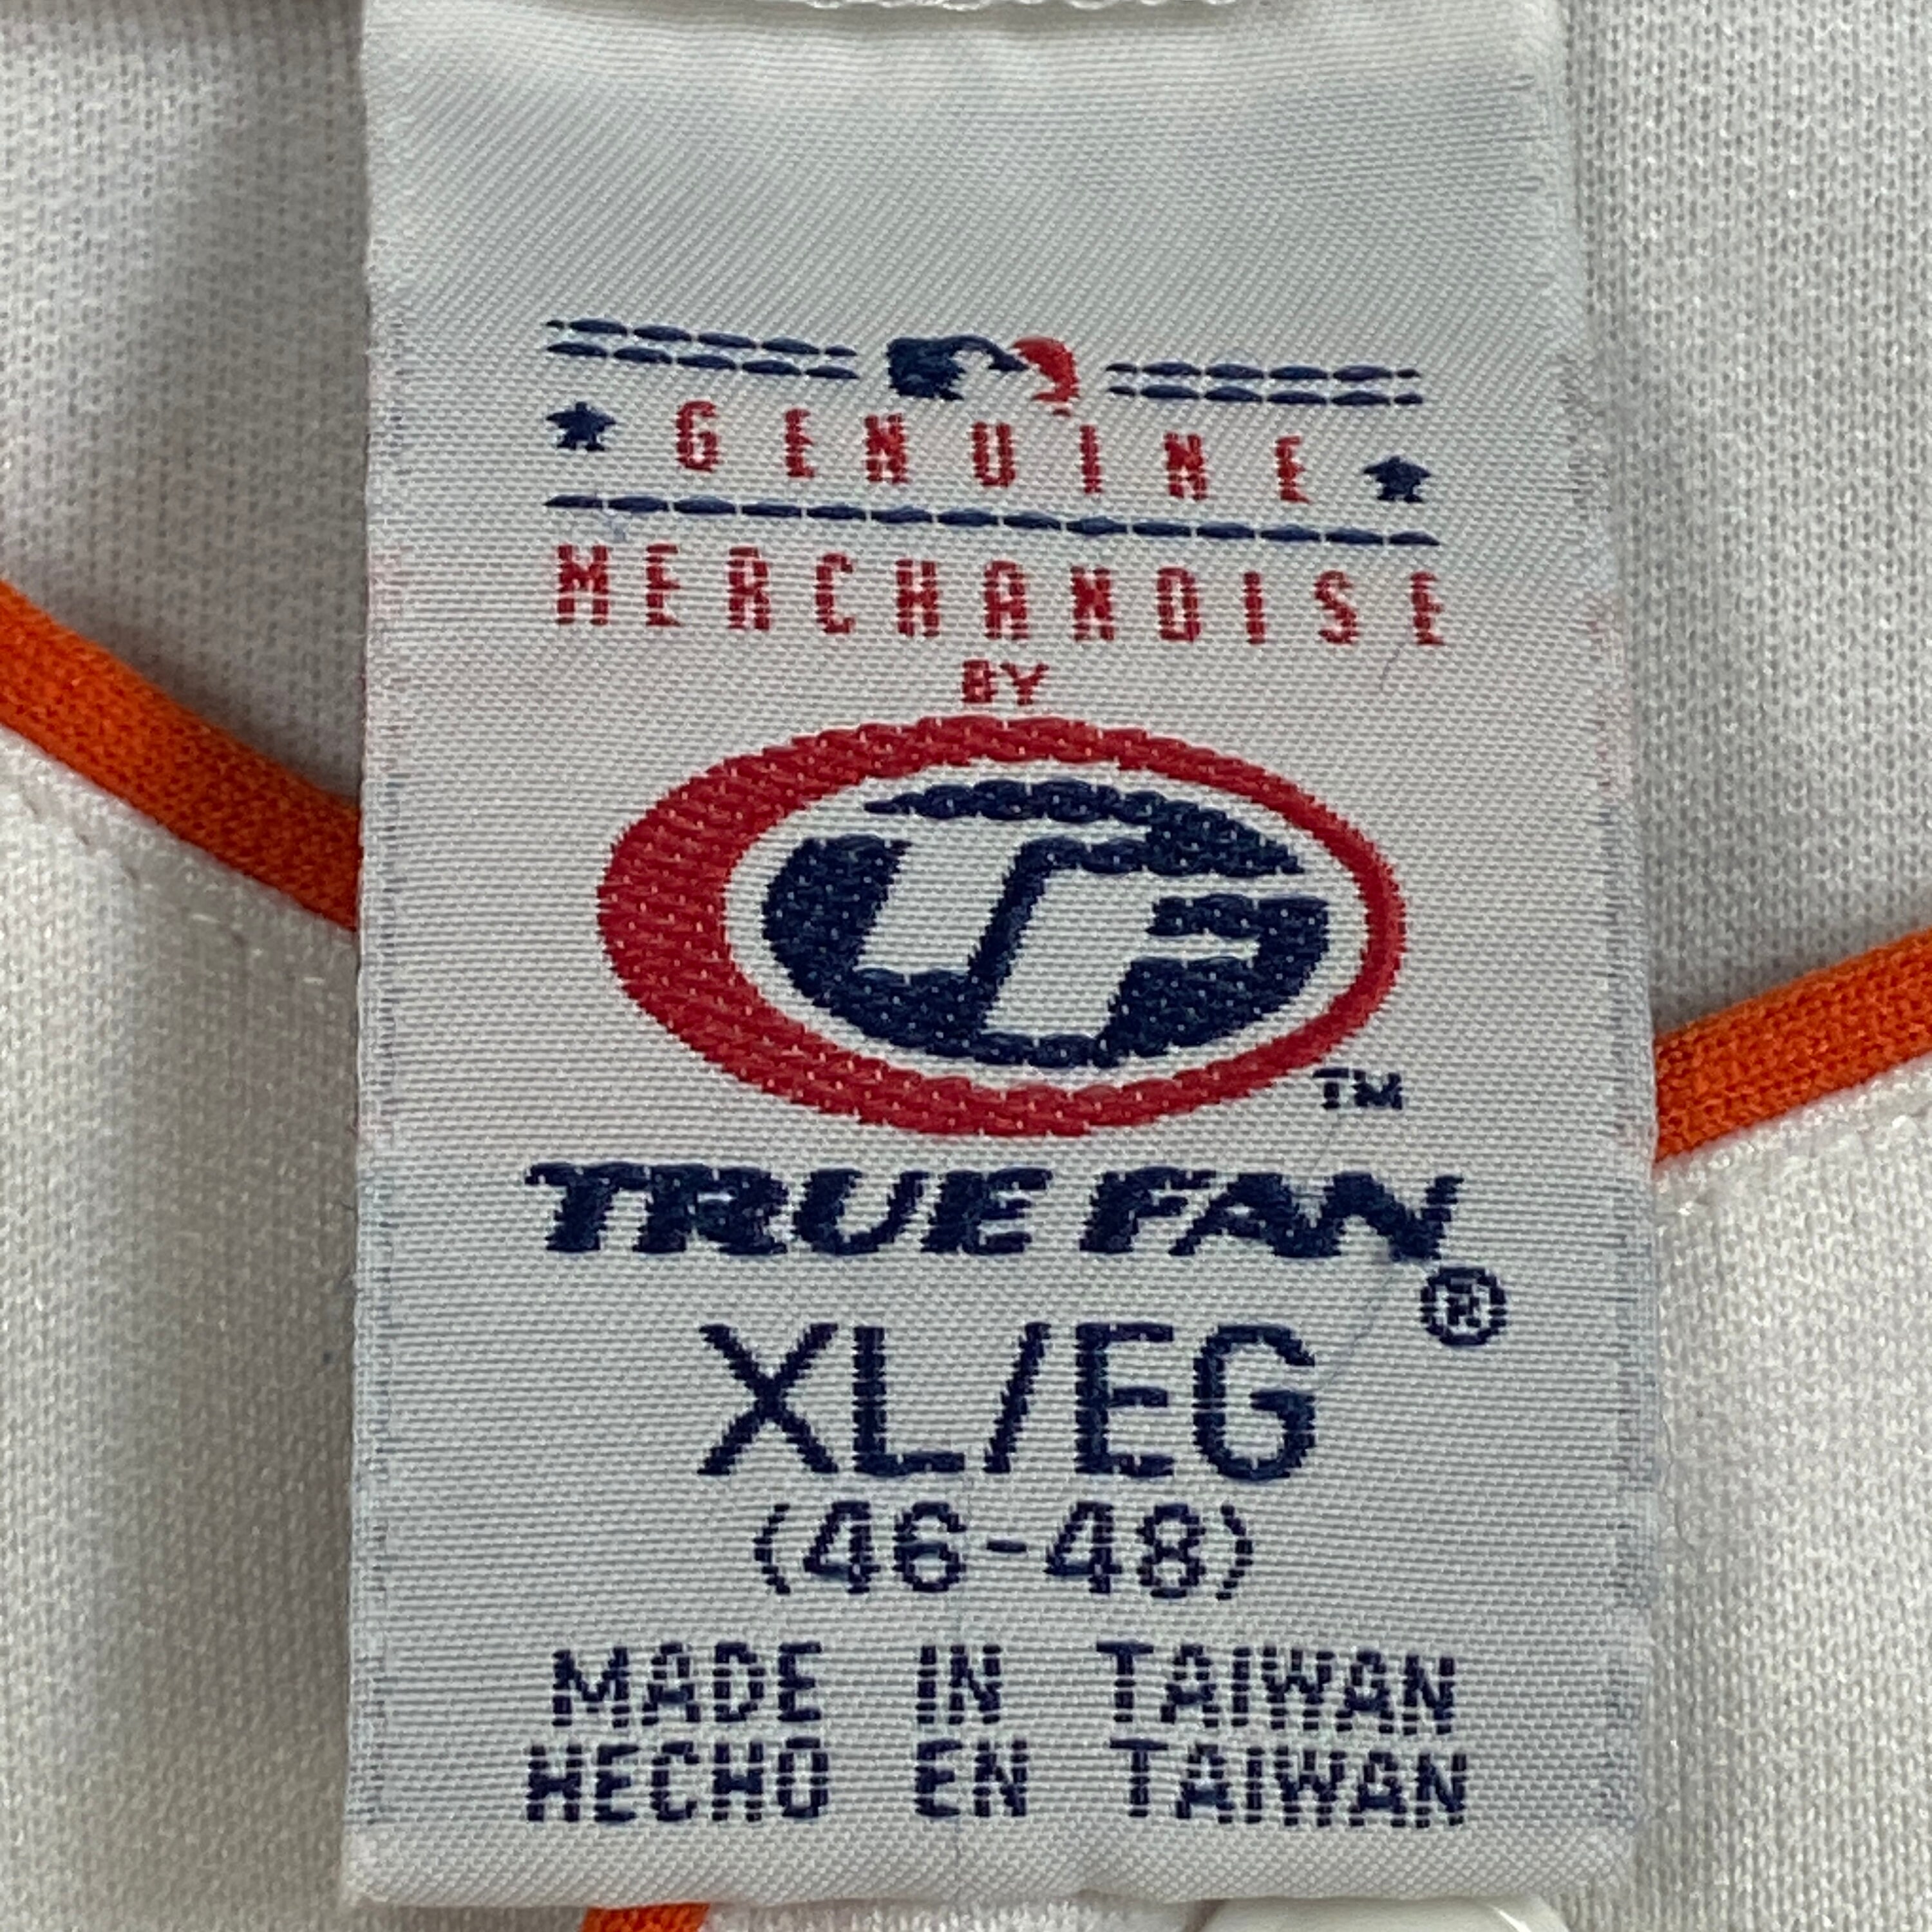 GENUINE
MERCHANDISE
BY
TF
TM
TRUE FAN®
XL/EG
(46-48)
MADE IN TAIWAN
HECHO EN TAIWAN